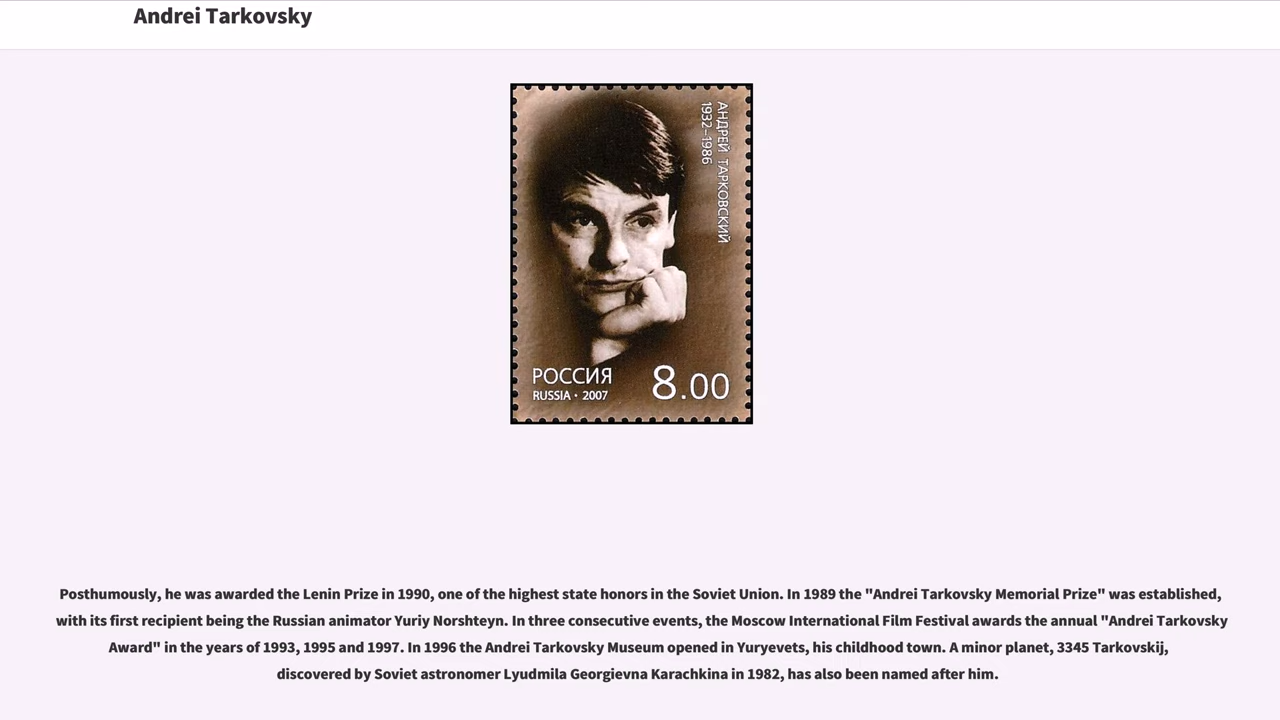 Andrei Tarkovsky
АНДРЕЙ ТАРКОВСКИЙ
1932–1986
РОССИЯ
RUSSIA • 2007
8.00
Posthumously, he was awarded the Lenin Prize in 1990, one of the highest state honors in the Soviet Union. In 1989 the "Andrei Tarkovsky Memorial Prize" was established,
with its first recipient being the Russian animator Yuriy Norshteyn. In three consecutive events, the Moscow International Film Festival awards the annual "Andrei Tarkovsky
Award" in the years of 1993, 1995 and 1997. In 1996 the Andrei Tarkovsky Museum opened in Yuryevets, his childhood town. A minor planet, 3345 Tarkovskij,
discovered by Soviet astronomer Lyudmila Georgievna Karachkina in 1982, has also been named after him.